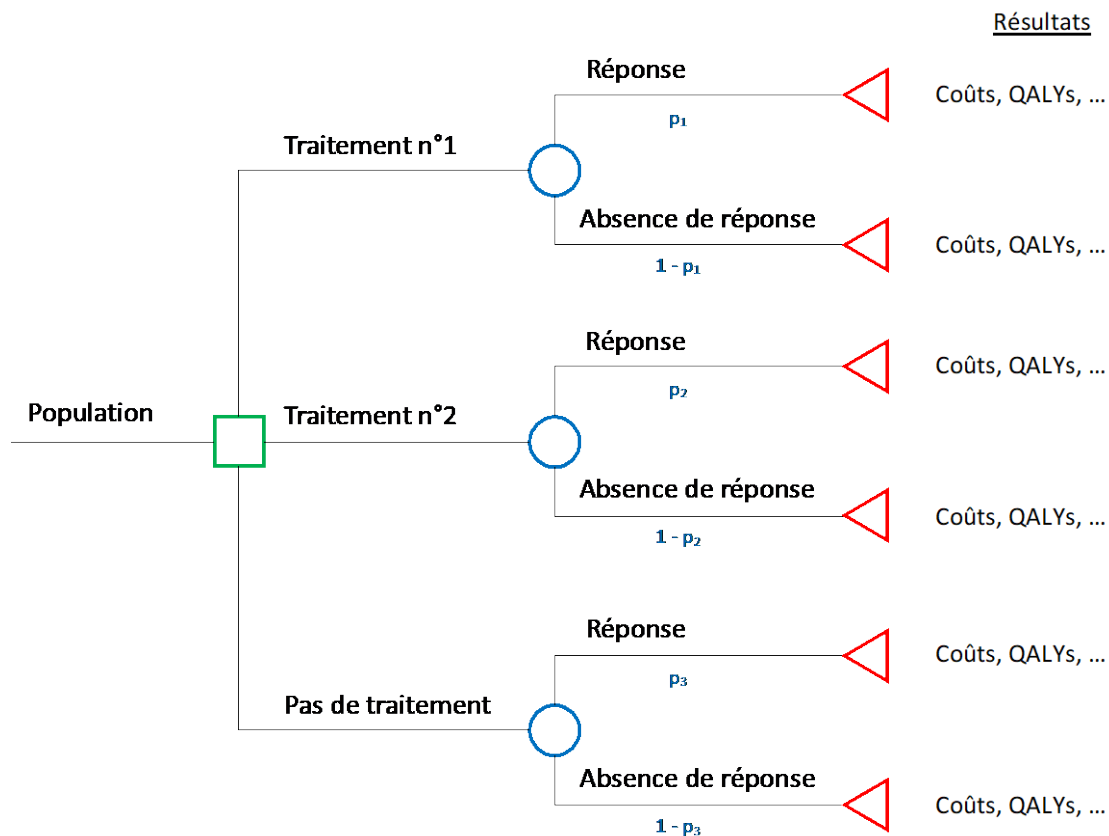 Résultats
Réponse
Coûts, QALYs, ...
p₁
Traitement n°1
Absence de réponse
Coûts, QALYs, ...
1 - p₁
Réponse
Coûts, QALYs, ...
p₂
Population
Traitement n°2
Absence de réponse
Coûts, QALYs, ...
1 - p₂
Réponse
Coûts, QALYs, ...
p₃
Pas de traitement
Absence de réponse
Coûts, QALYs, ...
1 - p₃